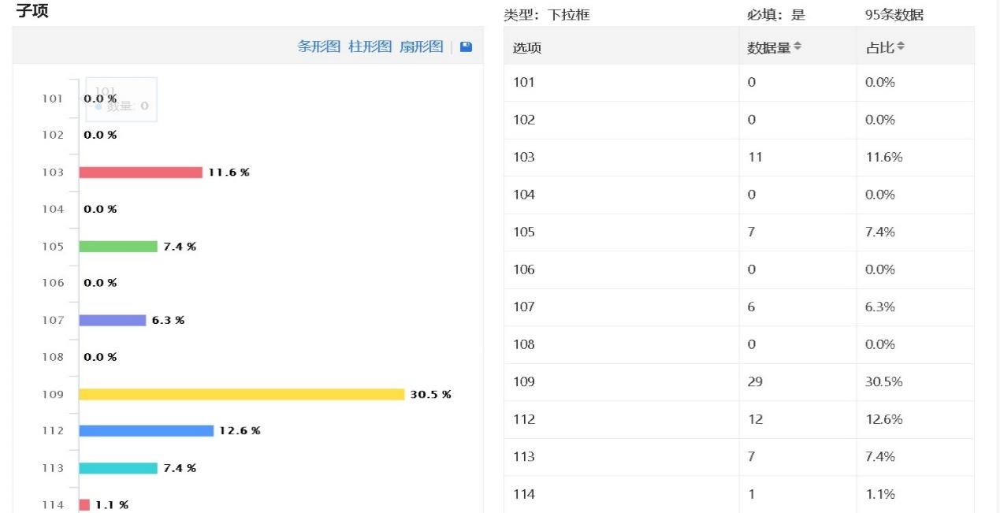 子项
条形图 柱形图 扇形图
101
数量: 0
101 0.0 %
102 0.0 %
103 11.6 %
104 0.0 %
105 7.4 %
106 0.0 %
107 6.3 %
108 0.0 %
109 30.5 %
112 12.6 %
113 7.4 %
114 1.1 %
类型：下拉框 必填：是 95条数据
选项 数据量 占比
101 0 0.0%
102 0 0.0%
103 11 11.6%
104 0 0.0%
105 7 7.4%
106 0 0.0%
107 6 6.3%
108 0 0.0%
109 29 30.5%
112 12 12.6%
113 7 7.4%
114 1 1.1%